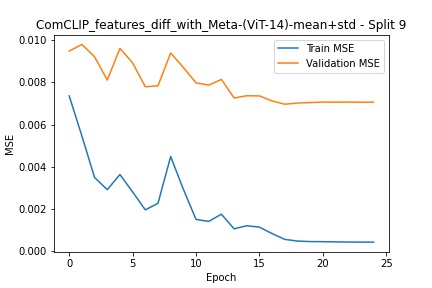 ComCLIP_features_diff_with_Meta-(ViT-14)-mean+std - Split 9
Train MSE
Validation MSE
0.010
0.008
0.006
0.004
0.002
0.000
MSE
0 5 10 15 20 25
Epoch